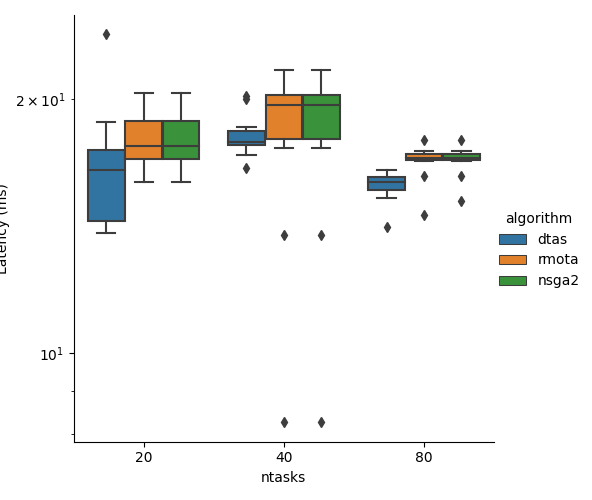 2 × 10¹
10¹
Latency (ms)
20
40
80
ntasks
algorithm
dtas
rmota
nsga2